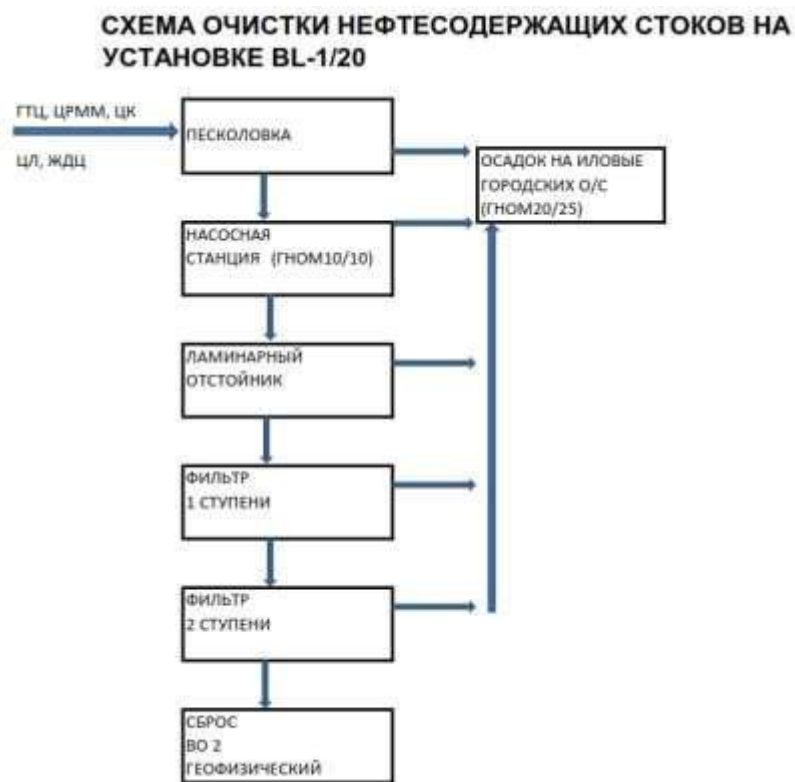 СХЕМА ОЧИСТКИ НЕФТЕСОДЕРЖАЩИХ СТОКОВ НА
УСТАНОВКЕ BL-1/20
ГТЦ, ЦРММ, ЦК
ЦЛ, ЖДЦ
ПЕСКОЛОВКА
ОСАДОК НА ИЛОВЫЕ
ГОРОДСКИХ О/С
(ГНОМ20/25)
НАСОСНАЯ
СТАНЦИЯ (ГНОМ10/10)
ЛАМИНАРНЫЙ
ОТСТОЙНИК
ФИЛЬТР
1 СТУПЕНИ
ФИЛЬТР
2 СТУПЕНИ
СБРОС
ВО 2
ГЕОФИЗИЧЕСКИЙ